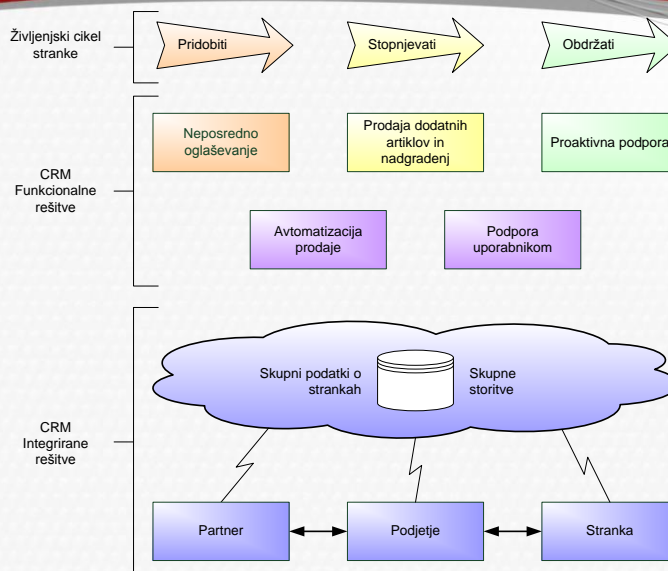 Življenjski cikel
stranke
Pridobiti
Stopnjevati
Obdržati
CRM
Funkcionalne
rešitve
Neposredno
oglaševanje
Prodaja dodatnih
artiklov in
nadgradenj
Proaktivna podpora
Avtomatizacija
prodaje
Podpora
uporabnikom
CRM
Integrirane
rešitve
Skupni podatki o
strankah
Skupne
storitve
Partner
Podjetje
Stranka